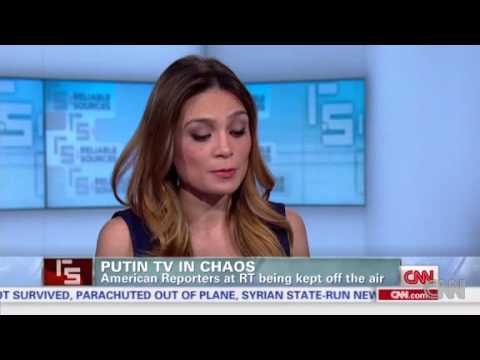 RELIABLE
SOURCES
RELIABLE
SOURCES
rs
PUTIN TV IN CHAOS
American Reporters at RT being kept off the air
CNN
CNN.com
CNN
OT SURVIVED, PARACHUTED OUT OF PLANE, SYRIAN STATE-RUN NEW